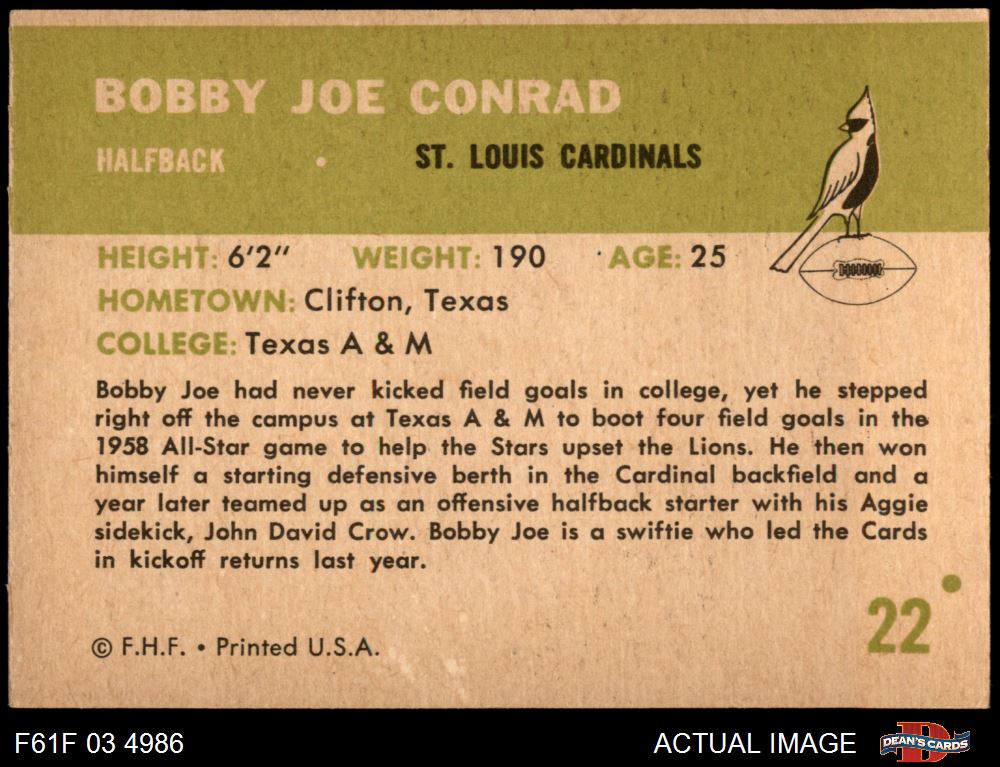 BOBBY JOE CONRAD
HALFBACK • ST. LOUIS CARDINALS
HEIGHT: 6'2" WEIGHT: 190 AGE: 25
HOMETOWN: Clifton, Texas
COLLEGE: Texas A & M
Bobby Joe had never kicked field goals in college, yet he stepped
right off the campus at Texas A & M to boot four field goals in the
1958 All-Star game to help the Stars upset the Lions. He then won
himself a starting defensive berth in the Cardinal backfield and a
year later teamed up as an offensive halfback starter with his Aggie
sidekick, John David Crow. Bobby Joe is a swiftie who led the Cards
in kickoff returns last year.
22
© F.H.F. • Printed U.S.A.
F61F 03 4986 ACTUAL IMAGE D DEAN'S CARDS